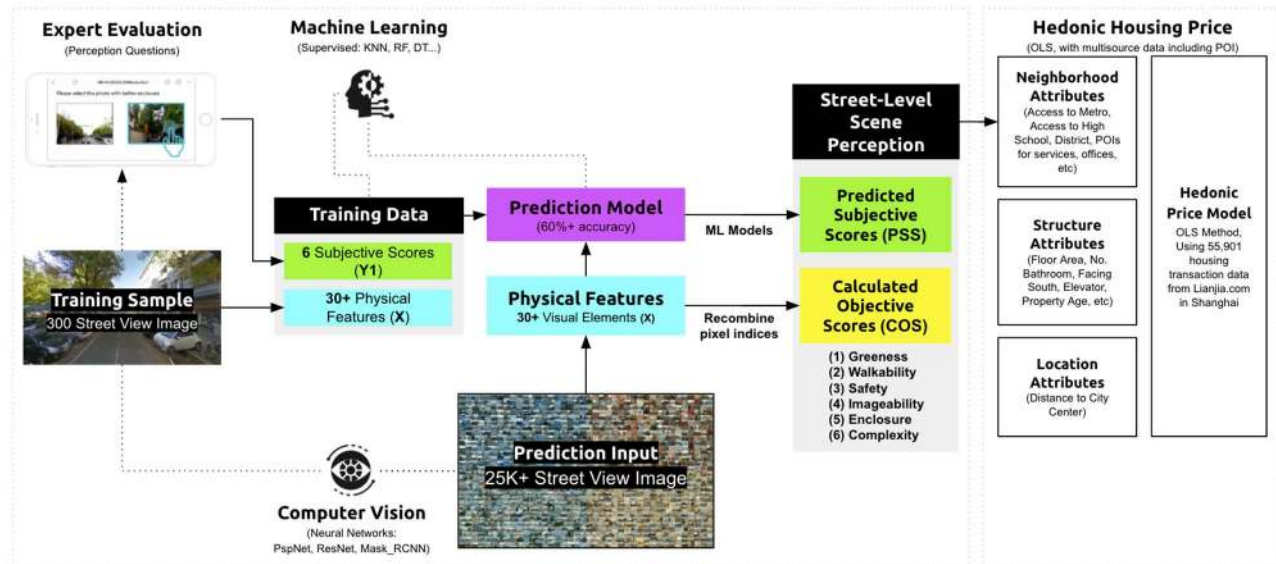 Expert Evaluation
(Perception Questions)
Please select the photo with better enclosure
Training Sample
300 Street View Image
Machine Learning
(Supervised: KNN, RF, DT...)
Training Data
6 Subjective Scores
(Y1)
30+ Physical
Features (X)
Computer Vision
(Neural Networks:
PspNet, ResNet, Mask_RCNN)
Prediction Model
(60%+ accuracy)
Physical Features
30+ Visual Elements (X)
Prediction Input
25K+ Street View Image
ML Models
Recombine
pixel indices
Street-Level
Scene
Perception
Predicted
Subjective
Scores (PSS)
Calculated
Objective
Scores (COS)
(1) Greeness
(2) Walkability
(3) Safety
(4) Imageability
(5) Enclosure
(6) Complexity
Hedonic Housing Price
(OLS, with multisource data including POI)
Neighborhood
Attributes
(Access to Metro,
Access to High
School, District, POIs
for services, offices,
etc)
Structure
Attributes
(Floor Area, No.
Bathroom, Facing
South, Elevator,
Property Age, etc)
Location
Attributes
(Distance to City
Center)
Hedonic
Price Model
OLS Method,
Using 55,901
housing
transaction data
from Lianjia.com
in Shanghai